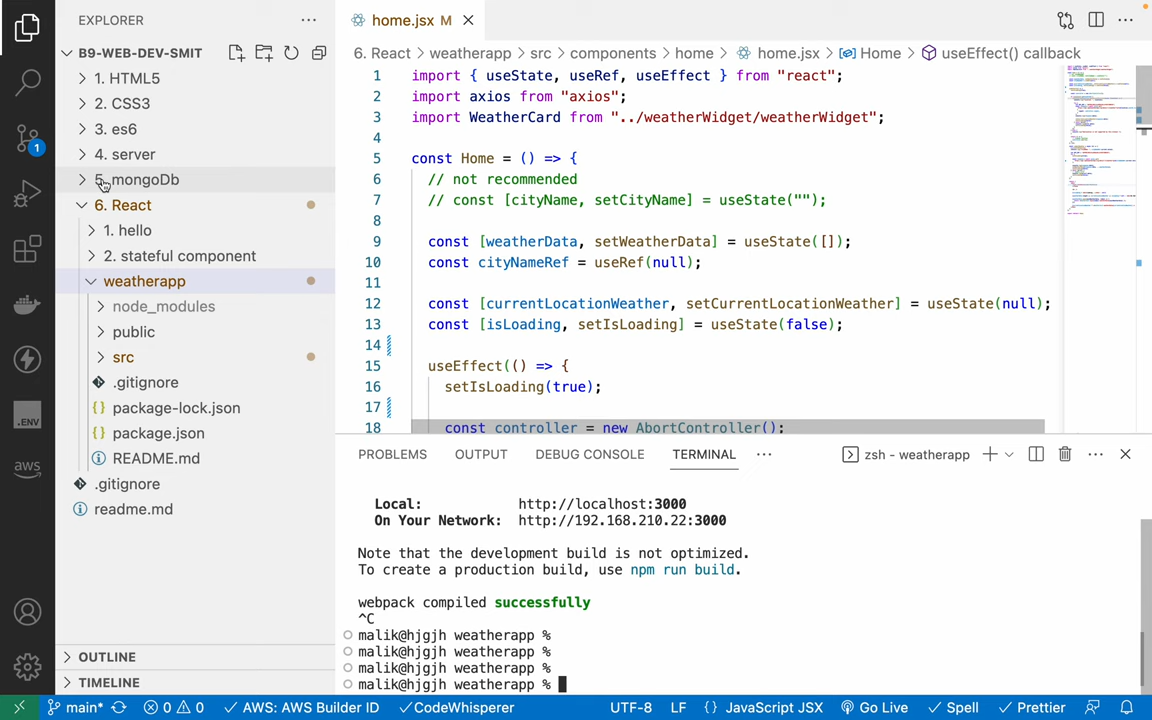 EXPLORER
home.jsx M
B9-WEB-DEV-SMIT
1. HTML5
2. CSS3
3. es6
4. server
5. mongoDb
6. React
1. hello
2. stateful component
weatherapp
node_modules
public
src
.gitignore
package-lock.json
package.json
README.md
.gitignore
readme.md
OUTLINE
TIMELINE
1
.ENV
aws
6. React > weatherapp > src > components > home > home.jsx > Home > useEffect() callback
1 import { useState, useRef, useEffect } from "react";
2 import axios from "axios";
3 import WeatherCard from "../weatherWidget/weatherWidget";
4
5 const Home = () => {
6 // not recommended
7 // const [cityName, setCityName] = useState("");
8
9 const [weatherData, setWeatherData] = useState([]);
10 const cityNameRef = useRef(null);
11
12 const [currentLocationWeather, setCurrentLocationWeather] = useState(null);
13 const [isLoading, setIsLoading] = useState(false);
14
15 useEffect(() => {
16 setIsLoading(true);
17
18 const controller = new AbortController();
PROBLEMS OUTPUT DEBUG CONSOLE TERMINAL ··· zsh - weatherapp
Local: http://localhost:3000
On Your Network: http://192.168.210.22:3000
Note that the development build is not optimized.
To create a production build, use npm run build.
webpack compiled successfully
^C
malik@hjgjh weatherapp %
malik@hjgjh weatherapp %
malik@hjgjh weatherapp %
malik@hjgjh weatherapp %
main* 0 0 AWS: AWS Builder ID CodeWhisperer UTF-8 LF {} JavaScript JSX Go Live Spell Prettier